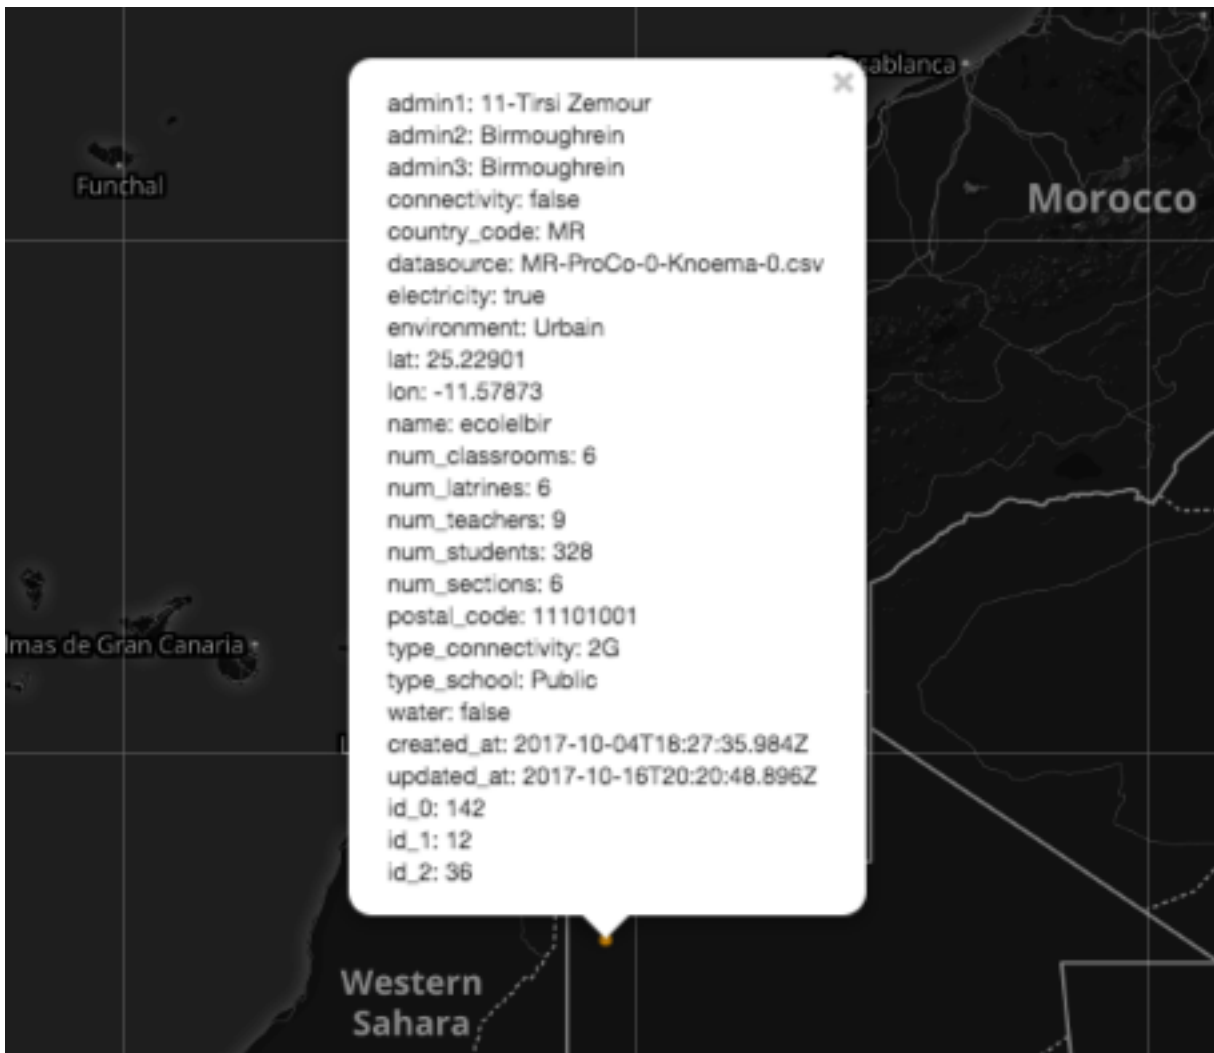 Casablanca
×
admin1: 11-Tirsi Zemour
admin2: Birmoughrein
admin3: Birmoughrein
connectivity: false
country_code: MR
datasource: MR-ProCo-0-Knoema-0.csv
electricity: true
environment: Urbain
lat: 25.22901
lon: -11.57873
name: ecolelbir
num_classrooms: 6
num_latrines: 6
num_teachers: 9
num_students: 328
num_sections: 6
postal_code: 11101001
type_connectivity: 2G
type_school: Public
water: false
created_at: 2017-10-04T18:27:35.984Z
updated_at: 2017-10-16T20:20:48.896Z
id_0: 142
id_1: 12
id_2: 36
Funchal
Morocco
lmas de Gran Canaria
Western
Sahara